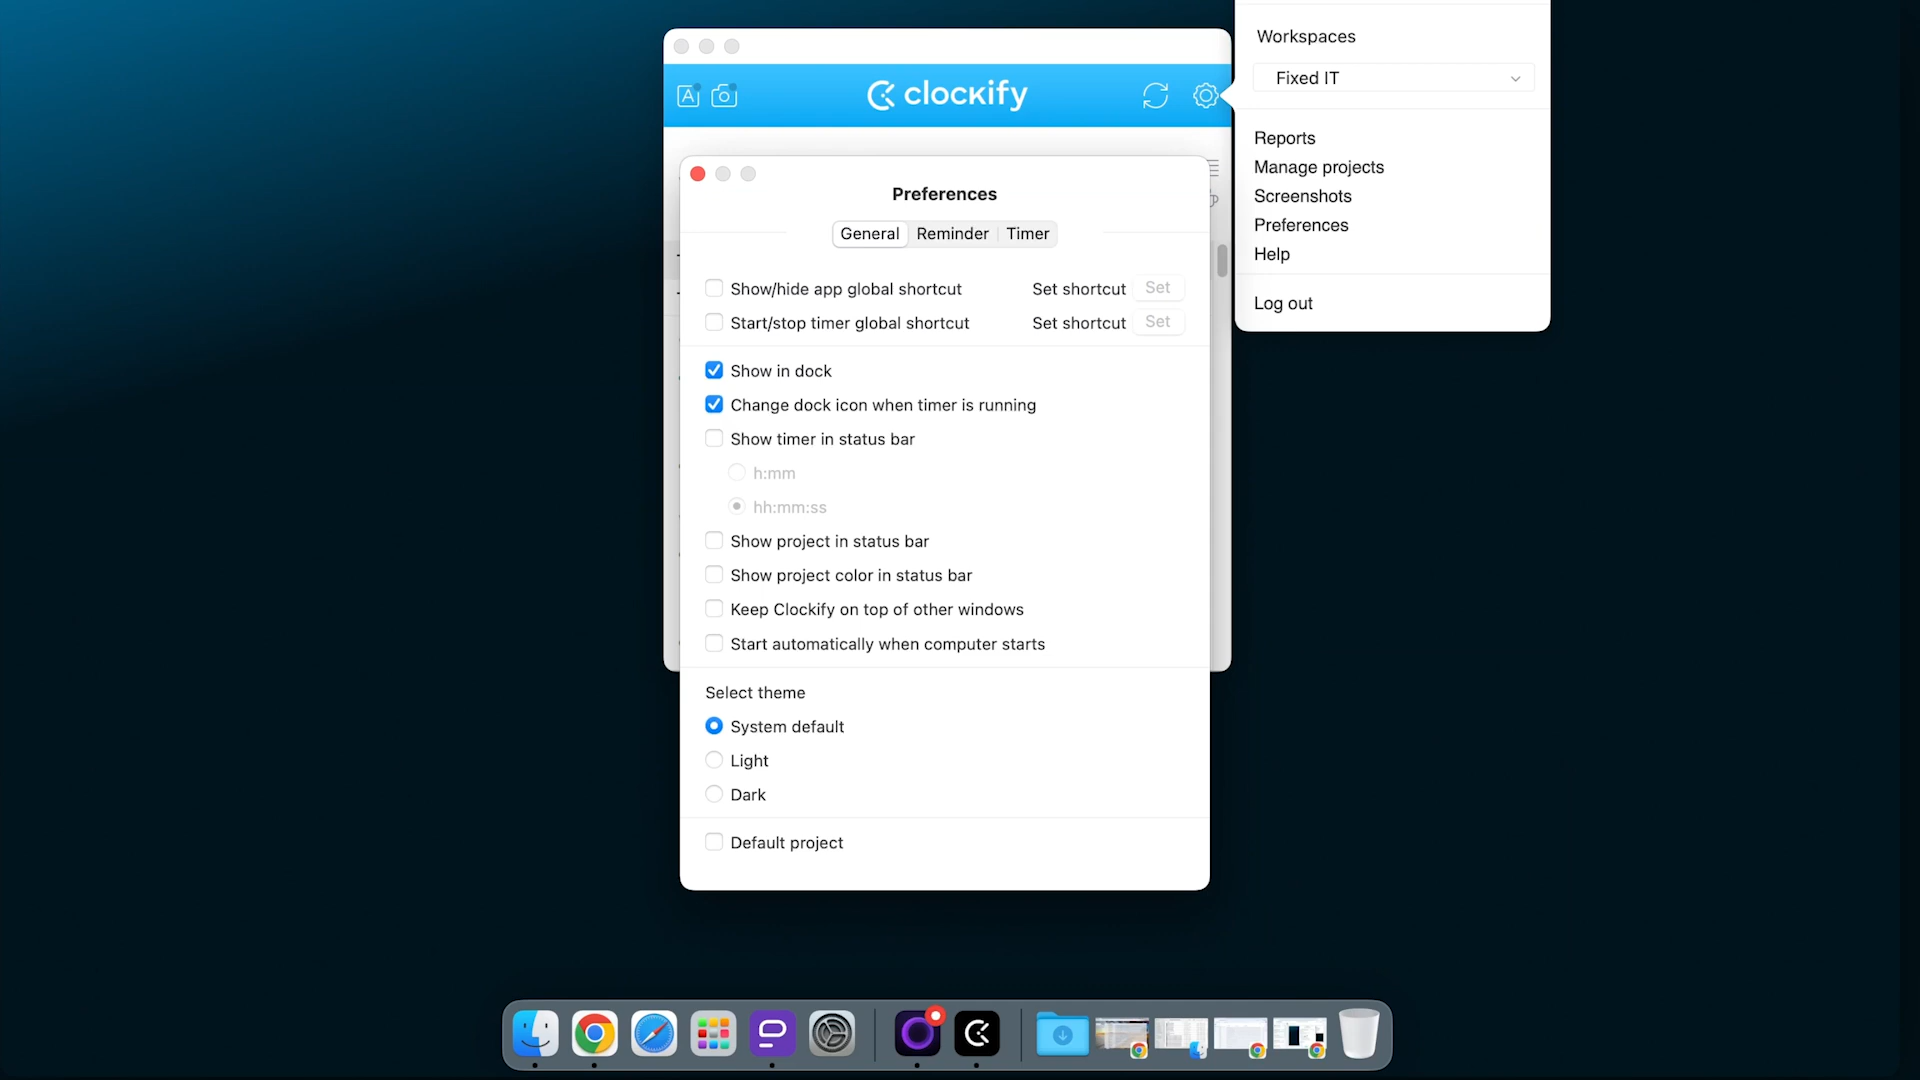 clockify
Workspaces
Fixed IT
Reports
Manage projects
Screenshots
Preferences
Help
Log out
Preferences
General Reminder Timer
Show/hide app global shortcut Set shortcut Set
Start/stop timer global shortcut Set shortcut Set
Show in dock
Change dock icon when timer is running
Show timer in status bar
h:mm
hh:mm:ss
Show project in status bar
Show project color in status bar
Keep Clockify on top of other windows
Start automatically when computer starts
Select theme
System default
Light
Dark
Default project